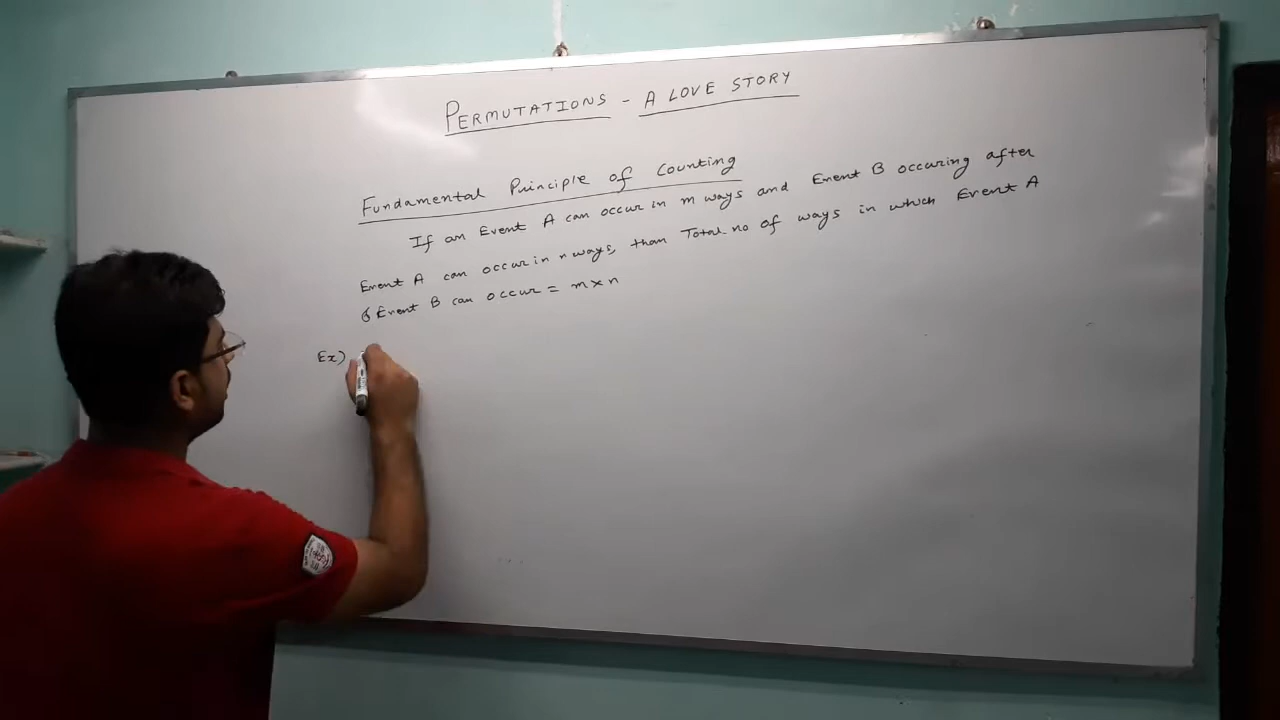 PERMUTATIONS - A LOVE STORY
Fundamental Principle of Counting
If an Event A can occur in m ways and Event B occuring after
Event A can occur in n ways, than Total no of ways in which Event A
& Event B can occur = m x n
Ex)